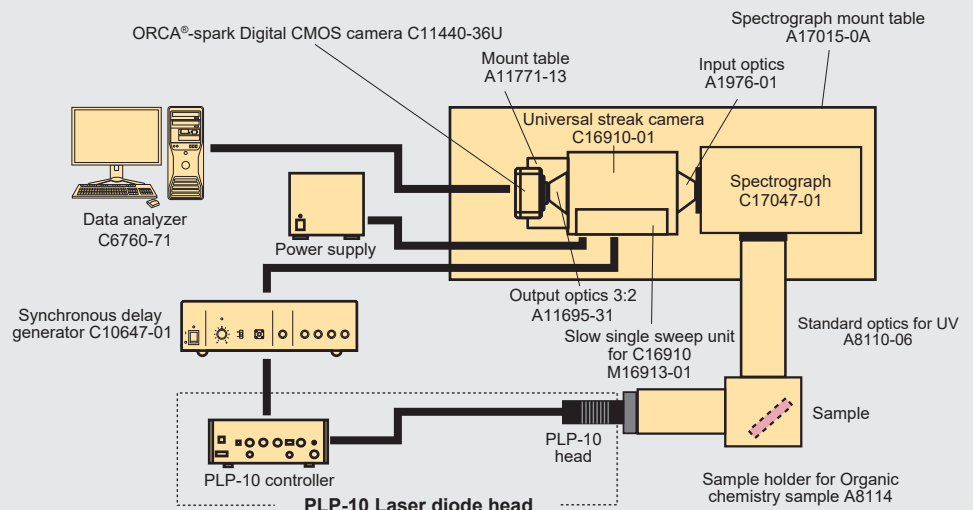 ORCA®-spark Digital CMOS camera C11440-36U
Spectrograph mount table
A17015-0A
Mount table
A11771-13
Input optics
A1976-01
Universal streak camera
C16910-01
Spectrograph
C17047-01
Data analyzer
C6760-71
Power supply
Output optics 3:2
A11695-31
Synchronous delay
generator C10647-01
Slow single sweep unit
for C16910
M16913-01
Standard optics for UV
A8110-06
Sample
PLP-10
head
PLP-10 controller
Sample holder for Organic
chemistry sample A8114
PLP-10 Laser diode head